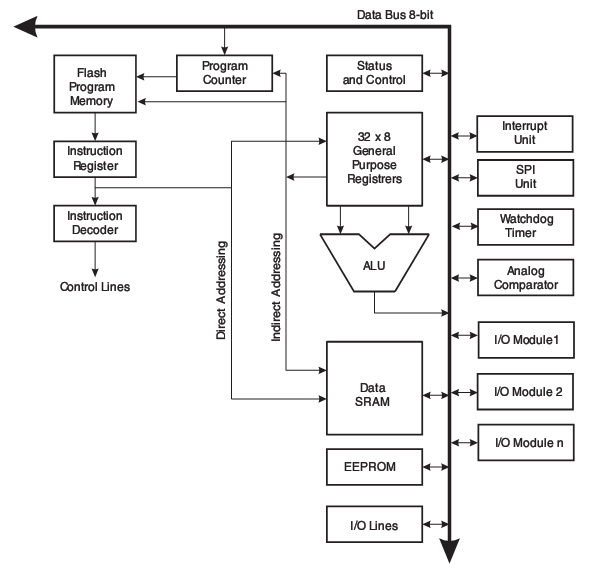 Data Bus 8-bit
Flash
Program
Memory
Program
Counter
Status
and Control
32 x 8
General
Purpose
Registrers
Instruction
Register
Instruction
Decoder
Control Lines
Direct Addressing
Indirect Addressing
ALU
Interrupt
Unit
SPI
Unit
Watchdog
Timer
Analog
Comparator
I/O Module1
Data
SRAM
I/O Module 2
I/O Module n
EEPROM
I/O Lines